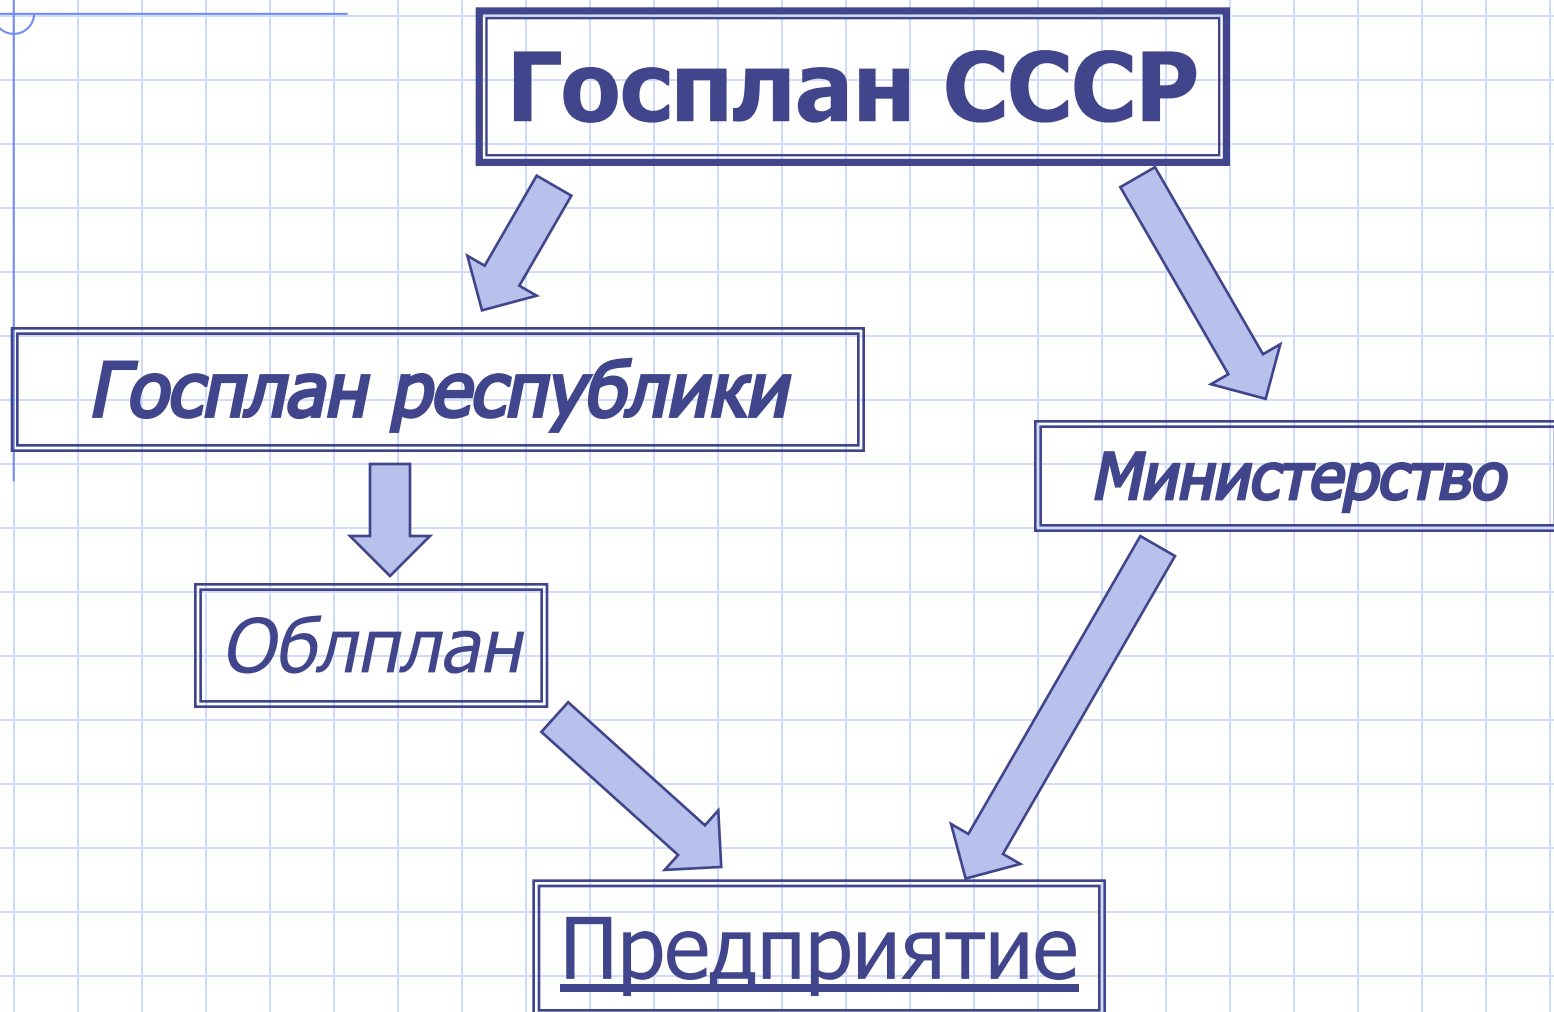 Госплан СССР
Госплан республики
Министерство
Облплан
Предприятие